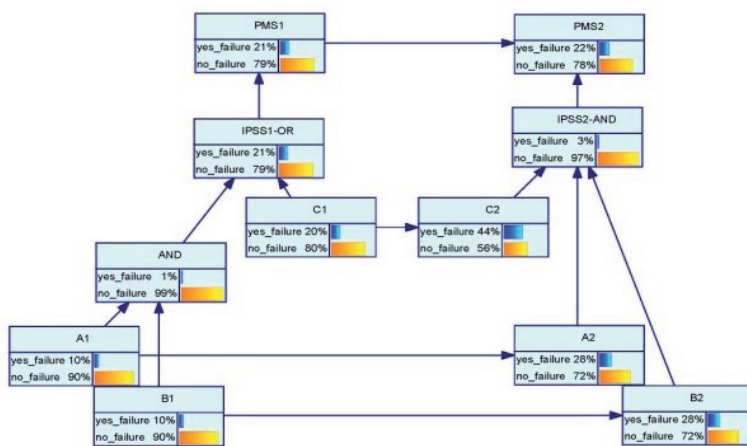 PMS1
yes_failure 21%
no_failure 79%
PMS2
yes_failure 22%
no_failure 78%
IPSS1-OR
yes_failure 21%
no_failure 79%
IPSS2-AND
yes_failure 3%
no_failure 97%
C1
yes_failure 20%
no_failure 80%
C2
yes_failure 44%
no_failure 56%
AND
yes_failure 1%
no_failure 99%
A1
yes_failure 10%
no_failure 90%
A2
yes_failure 28%
no_failure 72%
B1
yes_failure 10%
no_failure 90%
B2
yes_failure 28%
no_failure 72%